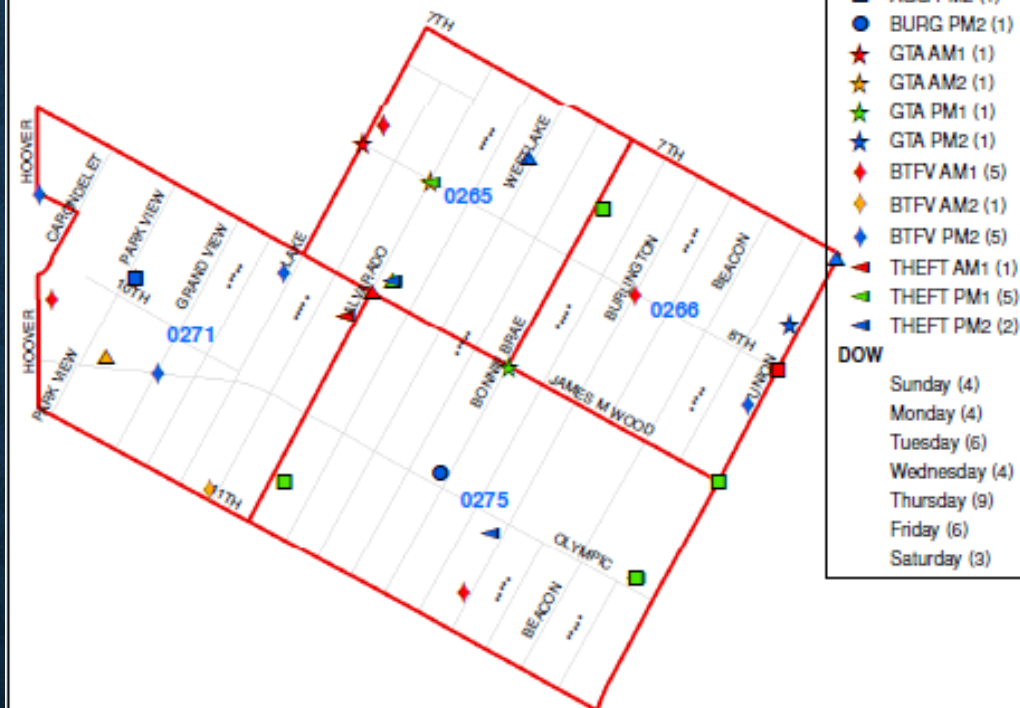 7TH
BURG PM2 (1)
GTA AM1 (1)
GTA AM2 (1)
GTA PM1 (1)
GTA PM2 (1)
BTFV AM1 (5)
BTFV AM2 (1)
BTFV PM2 (5)
THEFT AM1 (1)
THEFT PM1 (5)
THEFT PM2 (2)
DOW
Sunday (4)
Monday (4)
Tuesday (6)
Wednesday (4)
Thursday (9)
Friday (6)
Saturday (3)
HOOVER
CARONDELET
PARK VIEW
GRAND VIEW
LAKE
WESTLAKE
7TH
0265
ALVARADO
10TH
0271
BURLINGTON
BEACON
0266
8TH
UNION
HOOVER
PARK VIEW
BONNIE BRAE
JAMES M WOOD
11TH
0275
OLYMPIC
BEACON